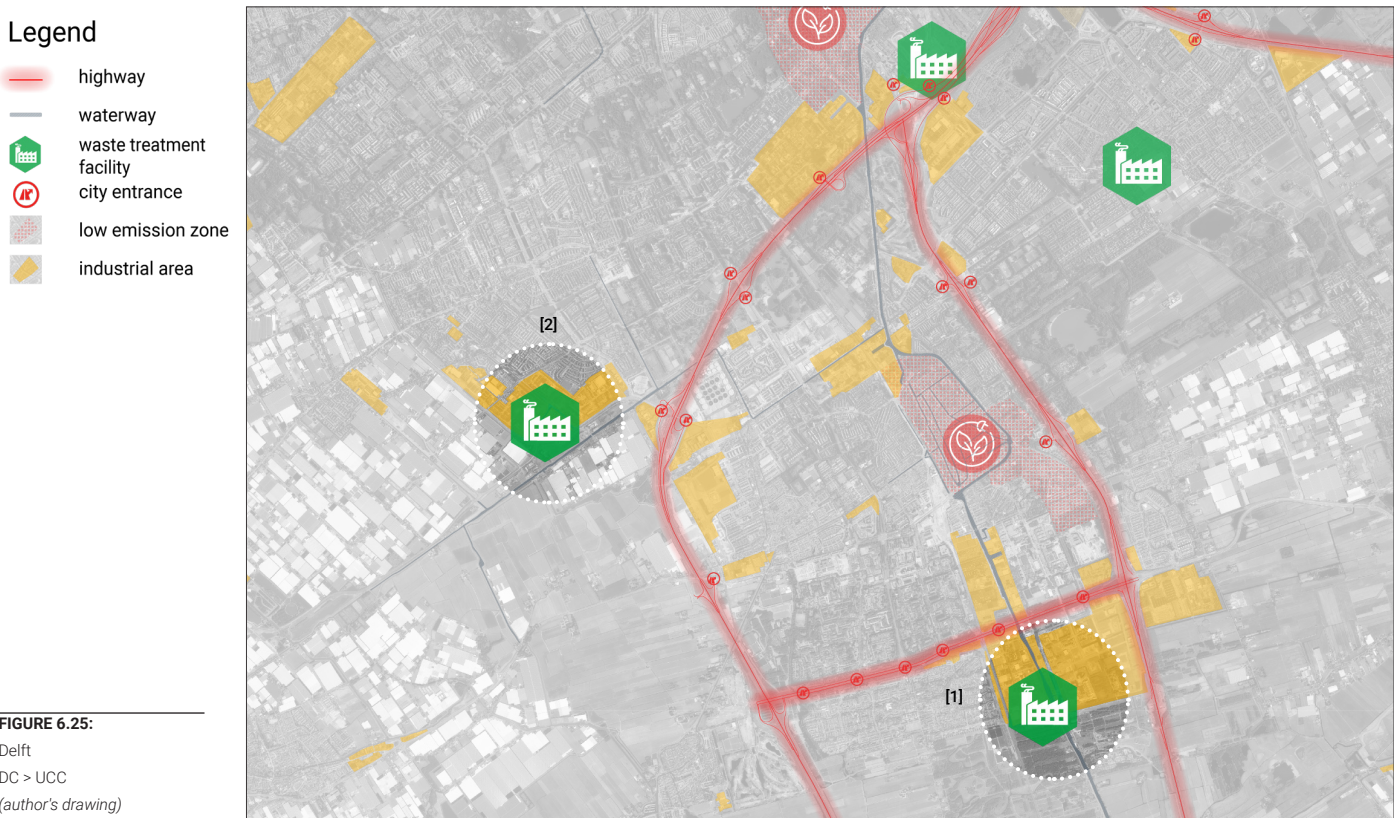 Legend
highway
waterway
waste treatment
facility
city entrance
low emission zone
industrial area
[2]
[1]
FIGURE 6.25:
Delft
DC > UCC
(author's drawing)